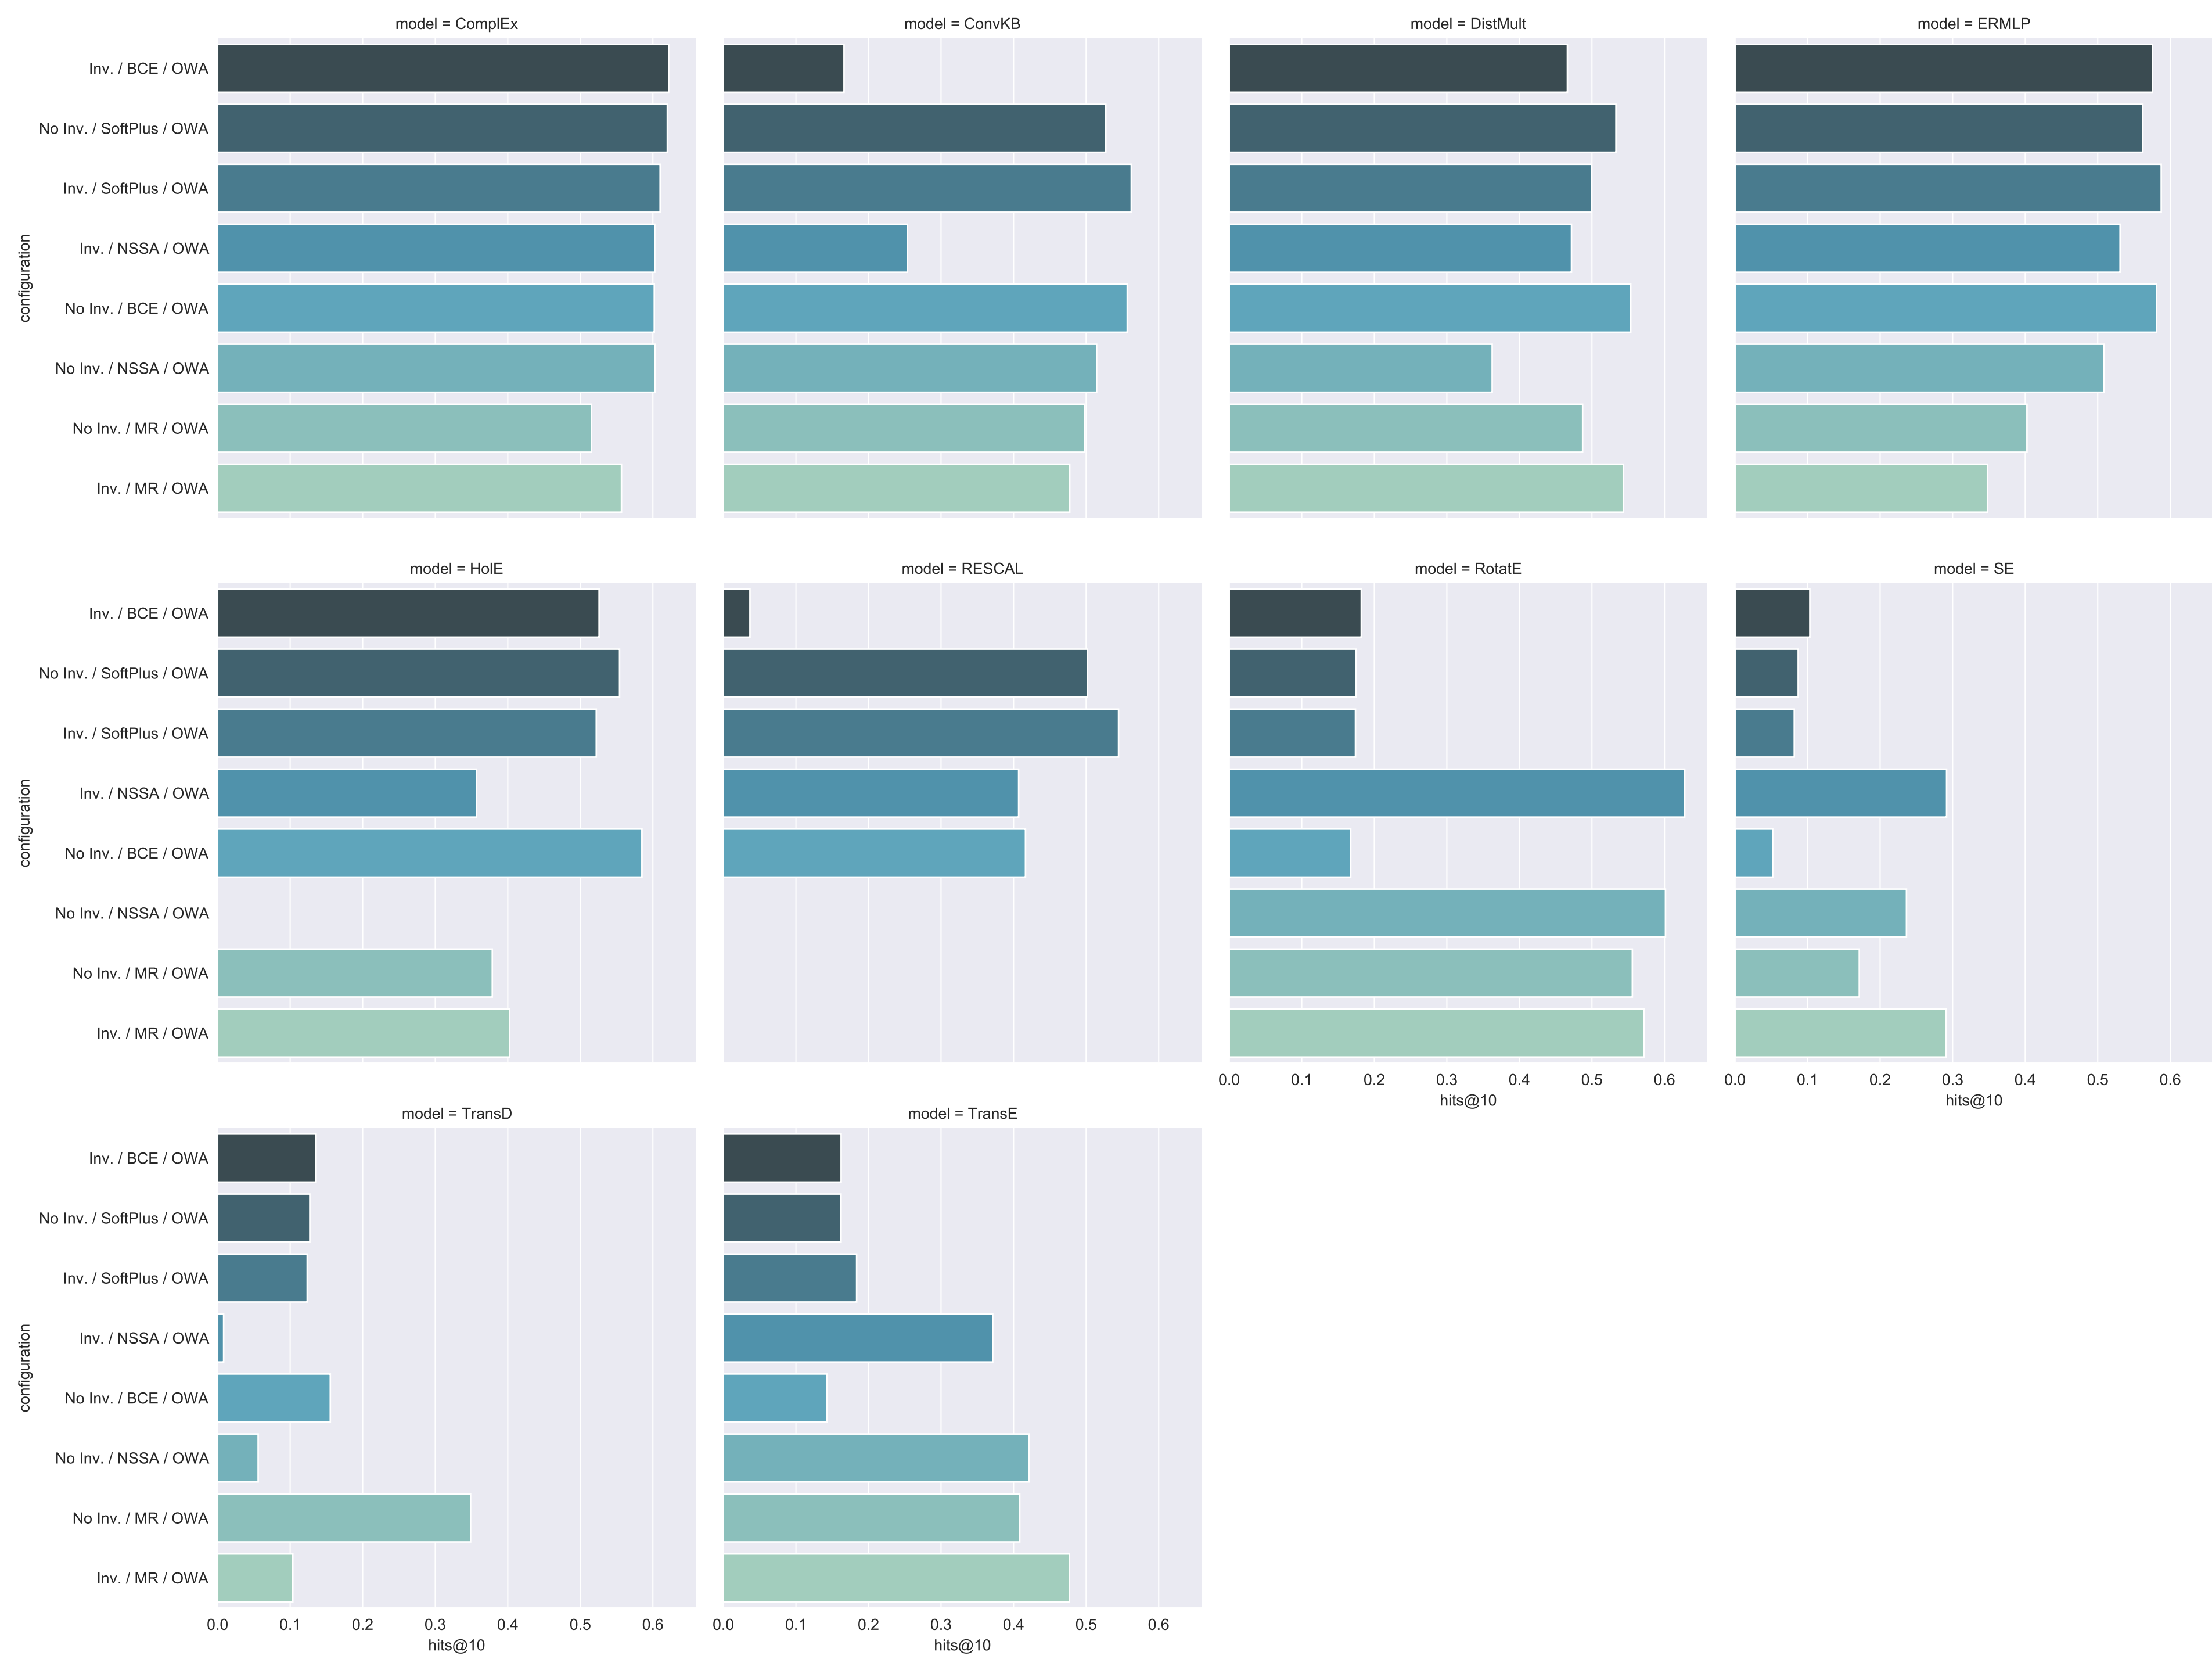 model = ComplEx
model = ConvKB
model = DistMult
model = ERMLP
configuration
Inv. / BCE / OWA
No Inv. / SoftPlus / OWA
Inv. / SoftPlus / OWA
Inv. / NSSA / OWA
No Inv. / BCE / OWA
No Inv. / NSSA / OWA
No Inv. / MR / OWA
Inv. / MR / OWA
model = HolE
model = RESCAL
model = RotatE
model = SE
configuration
Inv. / BCE / OWA
No Inv. / SoftPlus / OWA
Inv. / SoftPlus / OWA
Inv. / NSSA / OWA
No Inv. / BCE / OWA
No Inv. / NSSA / OWA
No Inv. / MR / OWA
Inv. / MR / OWA
0.0 0.1 0.2 0.3 0.4 0.5 0.6
hits@10
0.0 0.1 0.2 0.3 0.4 0.5 0.6
hits@10
model = TransD
model = TransE
configuration
Inv. / BCE / OWA
No Inv. / SoftPlus / OWA
Inv. / SoftPlus / OWA
Inv. / NSSA / OWA
No Inv. / BCE / OWA
No Inv. / NSSA / OWA
No Inv. / MR / OWA
Inv. / MR / OWA
0.0 0.1 0.2 0.3 0.4 0.5 0.6
hits@10
0.0 0.1 0.2 0.3 0.4 0.5 0.6
hits@10